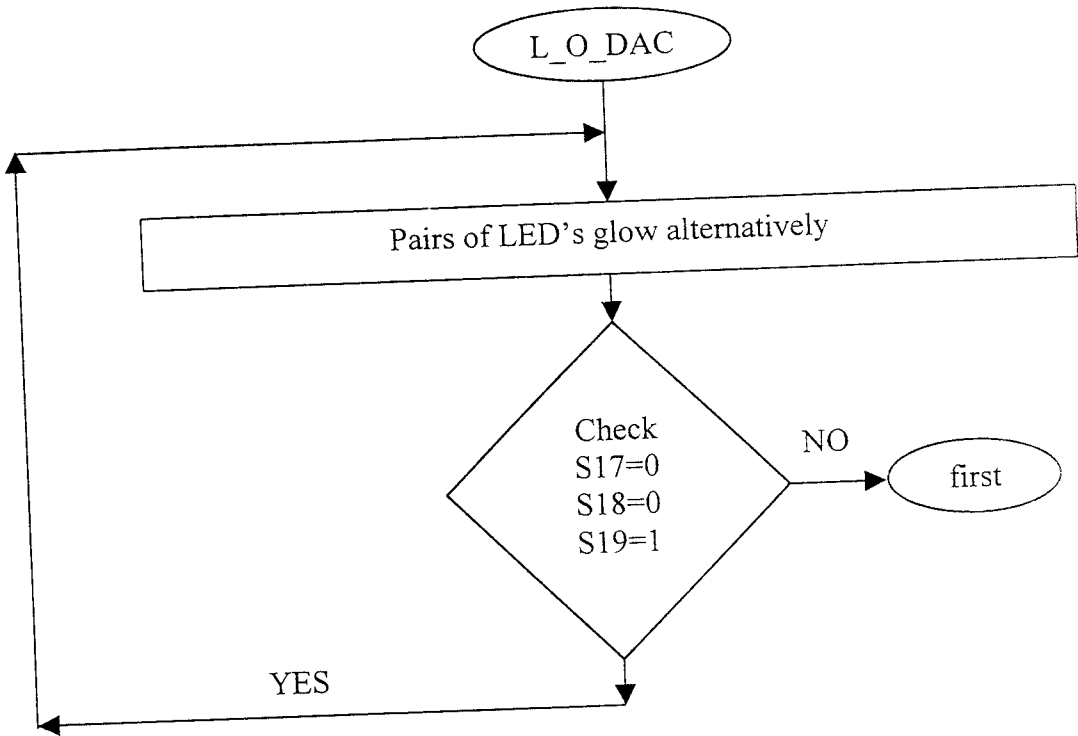 L_O_DAC
Pairs of LED's glow alternatively
Check
S17=0
S18=0
S19=1
NO
first
YES